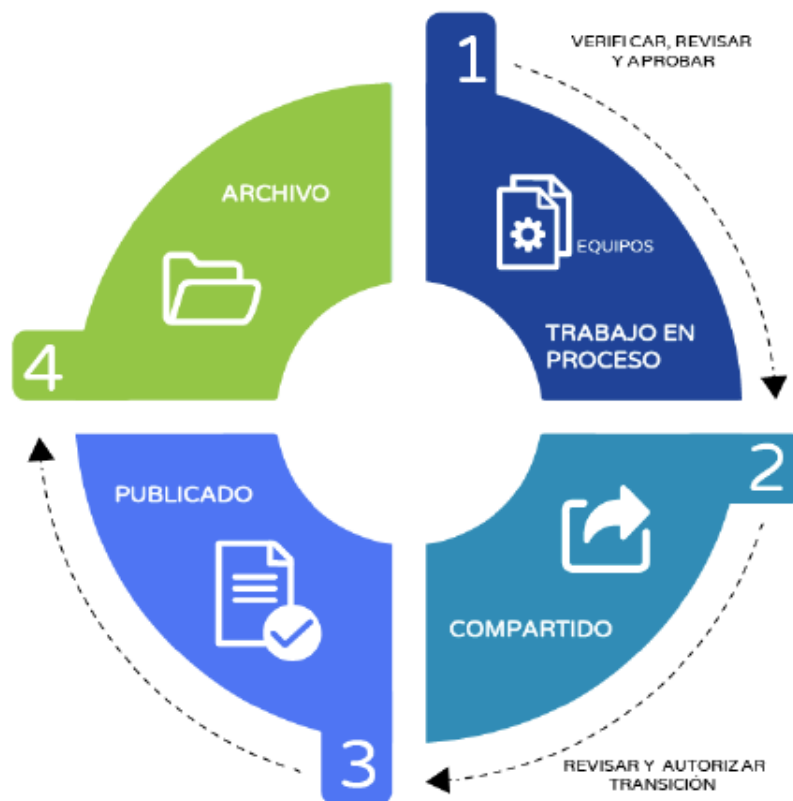 1
VERIFICAR, REVISAR
Y APROBAR
EQUIPOS
TRABAJO EN
PROCESO
2
COMPARTIDO
REVISAR Y AUTORIZAR
TRANSICIÓN
3
PUBLICADO
4
ARCHIVO